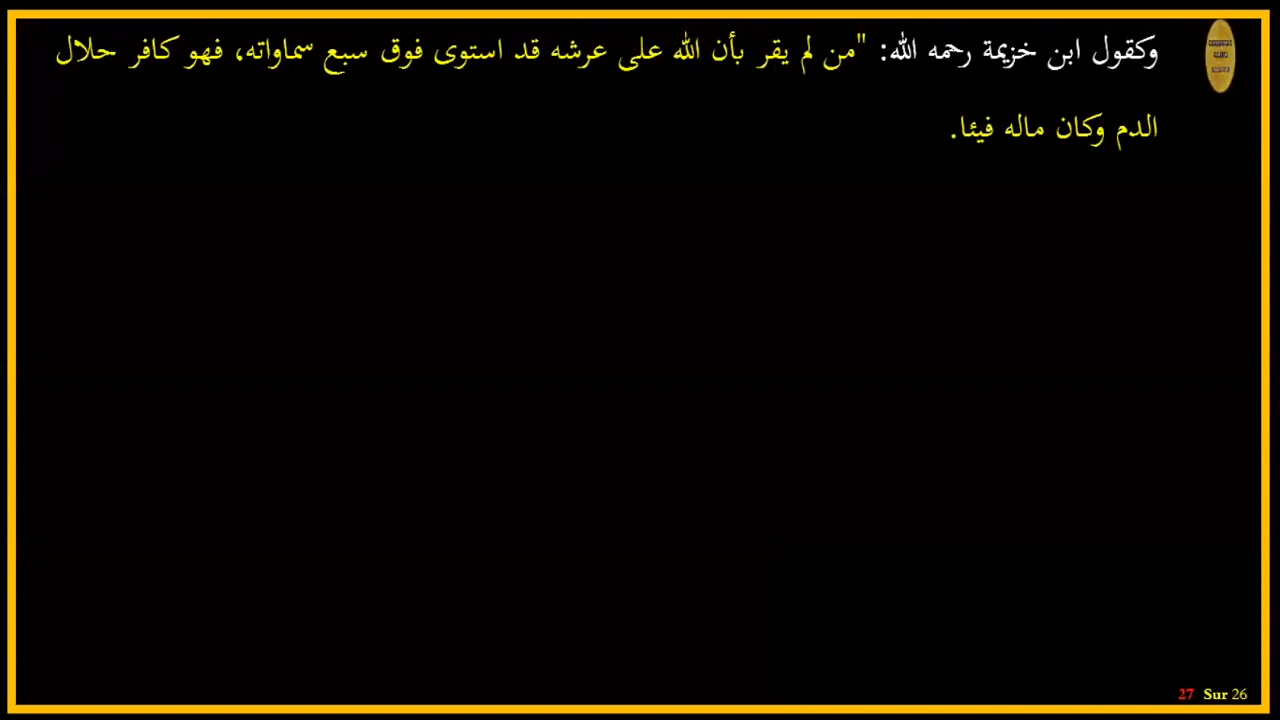 وكقول ابن خزيمة رحمه الله: "من لم يقر بأن الله على عرشه قد استوى فوق سبع سماواته، فهو كافر حلال
الدم وكان ماله فيئا.
27 Sur 26